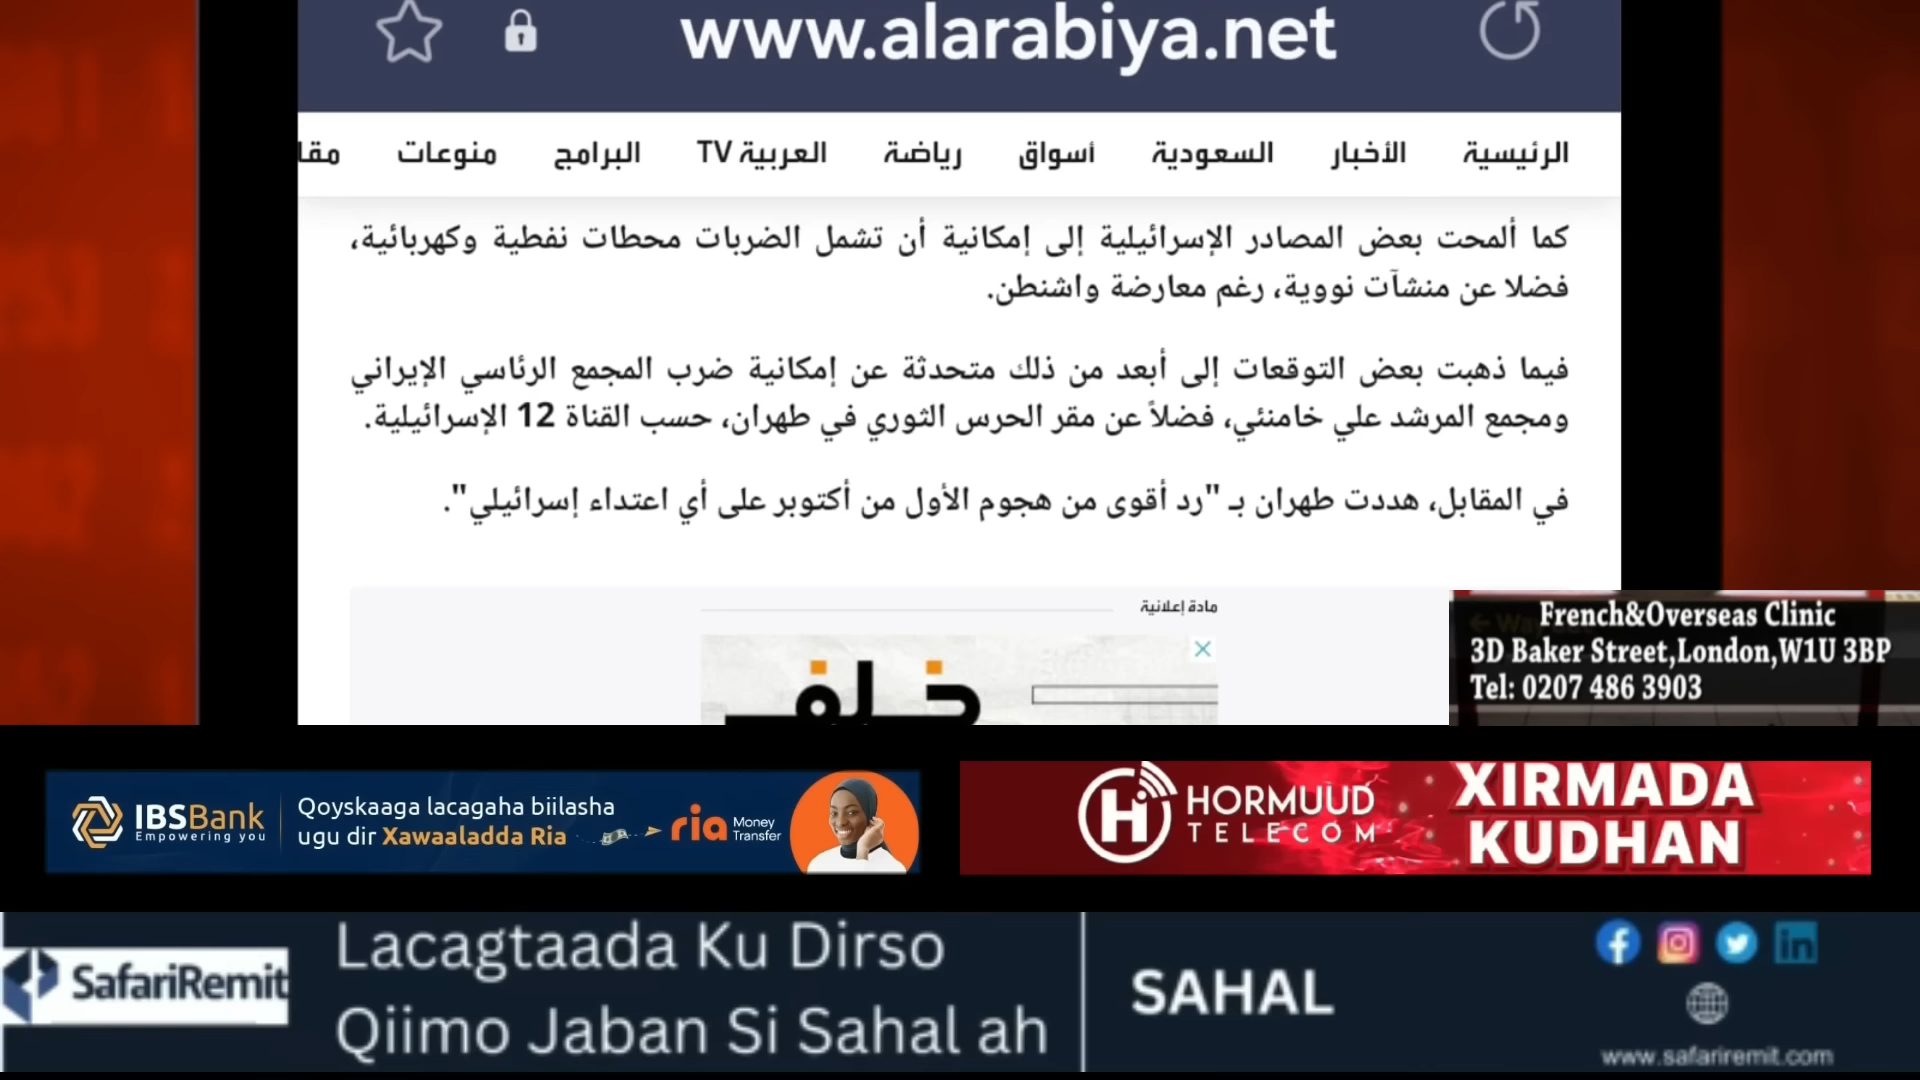 www.alarabiya.net
الرئيسية الأخبار السعودية أسواق رياضة العربية TV البرامج منوعات مقا
كما ألمحت بعض المصادر الإسرائيلية إلى إمكانية أن تشمل الضربات محطات نفطية وكهربائية،
فضلا عن منشآت نووية، رغم معارضة واشنطن.
فيما ذهبت بعض التوقعات إلى أبعد من ذلك متحدثة عن إمكانية ضرب المجمع الرئاسي الإيراني
ومجمع المرشد علي خامنئي، فضلاً عن مقر الحرس الثوري في طهران، حسب القناة 12 الإسرائيلية.
في المقابل، هددت طهران بـ "رد أقوى من هجوم الأول من أكتوبر على أي اعتداء إسرائيلي".
مادة إعلانية
خلف
French&Overseas Clinic
3D Baker Street,London,W1U 3BP
Tel: 0207 486 3903
IBSBank
Empowering you
Qoyskaaga lacagaha biilasha
ugu dir Xawaaladda Ria
ria Money
Transfer
HORMUUD
TELECOM
XIRMADA
KUDHAN
SafariRemit
Lacagtaada Ku Dirso
Qiimo Jaban Si Sahal ah
SAHAL
www.safariremit.com